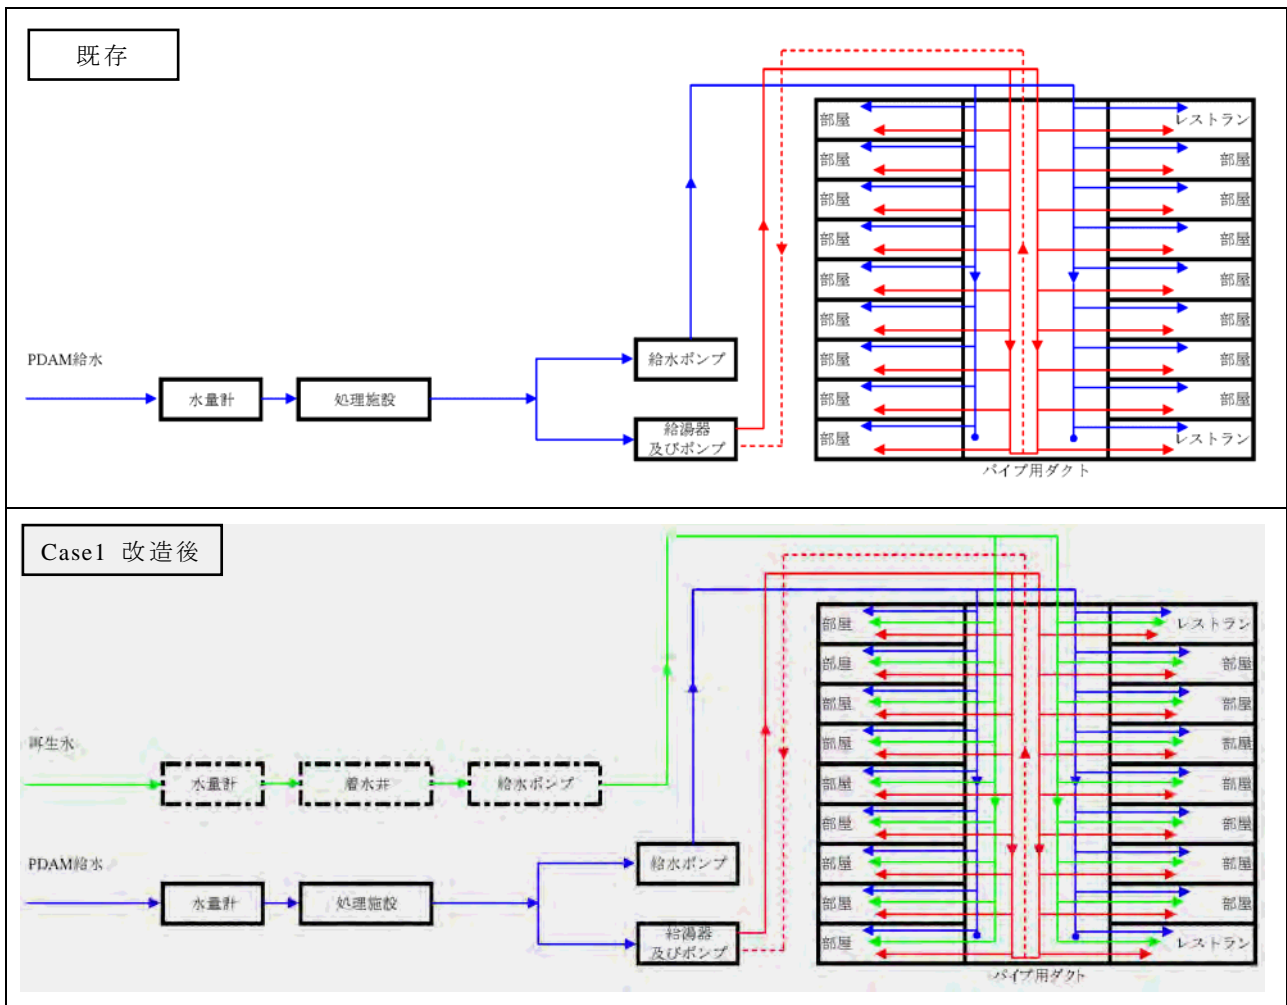 既存
部屋 レストラン
部屋 部屋
部屋 部屋
部屋 部屋
部屋 部屋
部屋 部屋
PDAM給水
給水ポンプ
部屋 部屋
水量計
処理施設
部屋 部屋
給湯器
及びポンプ
部屋 レストラン
パイプ用ダクト
Case1 改造後
部屋 レストラン
部屋 部屋
部屋 部屋
再生水
部屋 部屋
水量計
着水井
給水ポンプ
部屋 部屋
部屋 部屋
PDAM給水
給水ポンプ
部屋 部屋
水量計
処理施設
部屋 部屋
給湯器
及びポンプ
部屋 レストラン
パイプ用ダクト